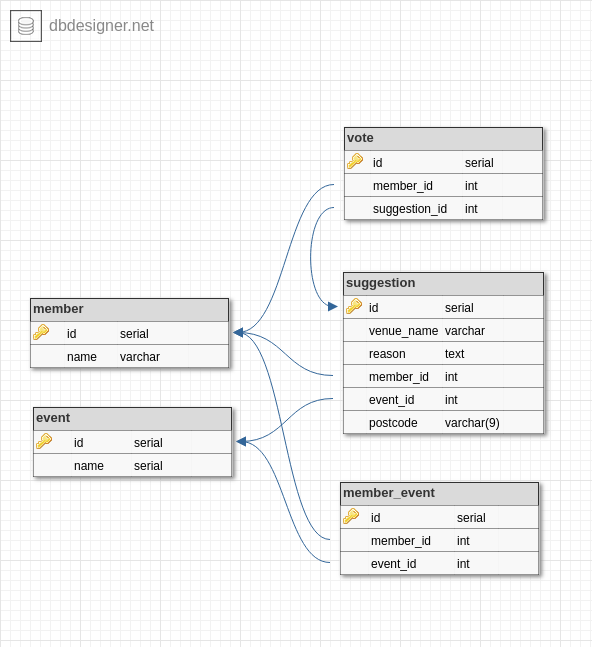 dbdesigner.net
vote
id serial
member_id int
suggestion_id int
suggestion
id serial
venue_name varchar
reason text
member_id int
event_id int
postcode varchar(9)
member
id serial
name varchar
event
id serial
name serial
member_event
id serial
member_id int
event_id int